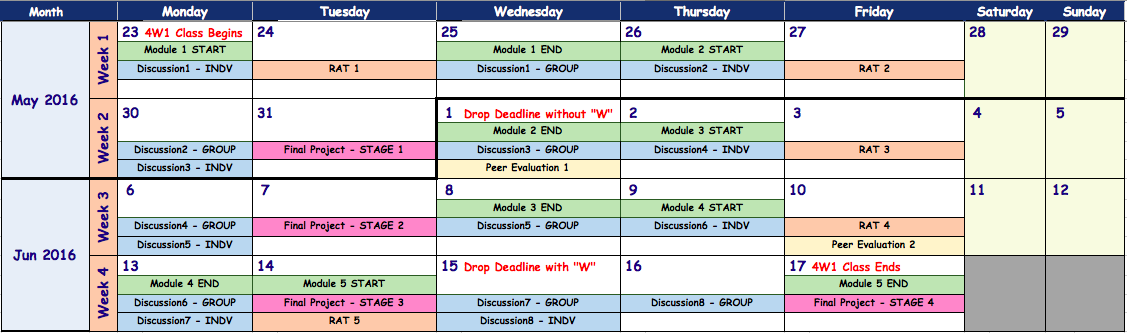 Month Monday Tuesday Wednesday Thursday Friday Saturday Sunday
May 2016
Week 1
23 4W1 Class Begins 24 25 26 27 28 29
Module 1 START Module 1 END Module 2 START
Discussion1 - INDV RAT 1 Discussion1 - GROUP Discussion2 - INDV RAT 2
Week 2
30 31 1 Drop Deadline without "W" 2 3 4 5
Module 2 END Module 3 START
Discussion2 - GROUP Final Project - STAGE 1 Discussion3 - GROUP Discussion4 - INDV RAT 3
Discussion3 - INDV Peer Evaluation 1
Jun 2016
Week 3
6 7 8 9 10 11 12
Module 3 END Module 4 START
Discussion4 - GROUP Final Project - STAGE 2 Discussion5 - GROUP Discussion6 - INDV RAT 4
Discussion5 - INDV Peer Evaluation 2
Week 4
13 14 15 Drop Deadline with "W" 16 17 4W1 Class Ends
Module 4 END Module 5 START Module 5 END
Discussion6 - GROUP Final Project - STAGE 3 Discussion7 - GROUP Discussion8 - GROUP Final Project - STAGE 4
Discussion7 - INDV RAT 5 Discussion8 - INDV